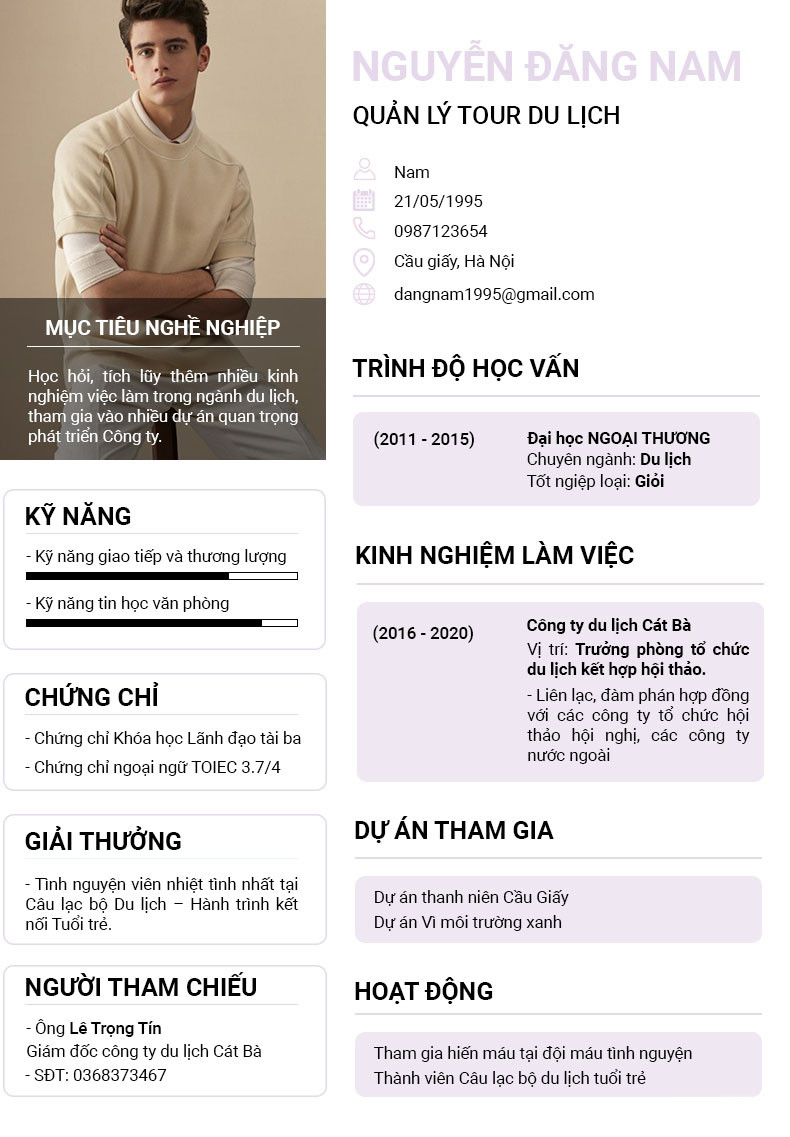 NGUYỄN ĐĂNG NAM
QUẢN LÝ TOUR DU LỊCH
Nam
21/05/1995
0987123654
Cầu giấy, Hà Nội
dangnam1995@gmail.com
MỤC TIÊU NGHỀ NGHIỆP
Học hỏi, tích lũy thêm nhiều kinh
nghiệm việc làm trong ngành du lịch,
tham gia vào nhiều dự án quan trọng
phát triển Công ty.
KỸ NĂNG
- Kỹ năng giao tiếp và thương lượng
- Kỹ năng tin học văn phòng
CHỨNG CHỈ
- Chứng chỉ Khóa học Lãnh đạo tài ba
- Chứng chỉ ngoại ngữ TOIEC 3.7/4
GIẢI THƯỞNG
- Tình nguyện viên nhiệt tình nhất tại
Câu lạc bộ Du lịch – Hành trình kết
nối Tuổi trẻ.
NGƯỜI THAM CHIẾU
- Ông Lê Trọng Tín
Giám đốc công ty du lịch Cát Bà
- SĐT: 0368373467
TRÌNH ĐỘ HỌC VẤN
(2011 - 2015)
Đại học NGOẠI THƯƠNG
Chuyên ngành: Du lịch
Tốt ngiệp loại: Giỏi
KINH NGHIỆM LÀM VIỆC
(2016 - 2020)
Công ty du lịch Cát Bà
Vị trí: Trưởng phòng tổ chức
du lịch kết hợp hội thảo.
- Liên lạc, đàm phán hợp đồng
với các công ty tổ chức hội
thảo hội nghị, các công ty
nước ngoài
DỰ ÁN THAM GIA
Dự án thanh niên Cầu Giấy
Dự án Vì môi trường xanh
HOẠT ĐỘNG
Tham gia hiến máu tại đội máu tình nguyện
Thành viên Câu lạc bộ du lịch tuổi trẻ